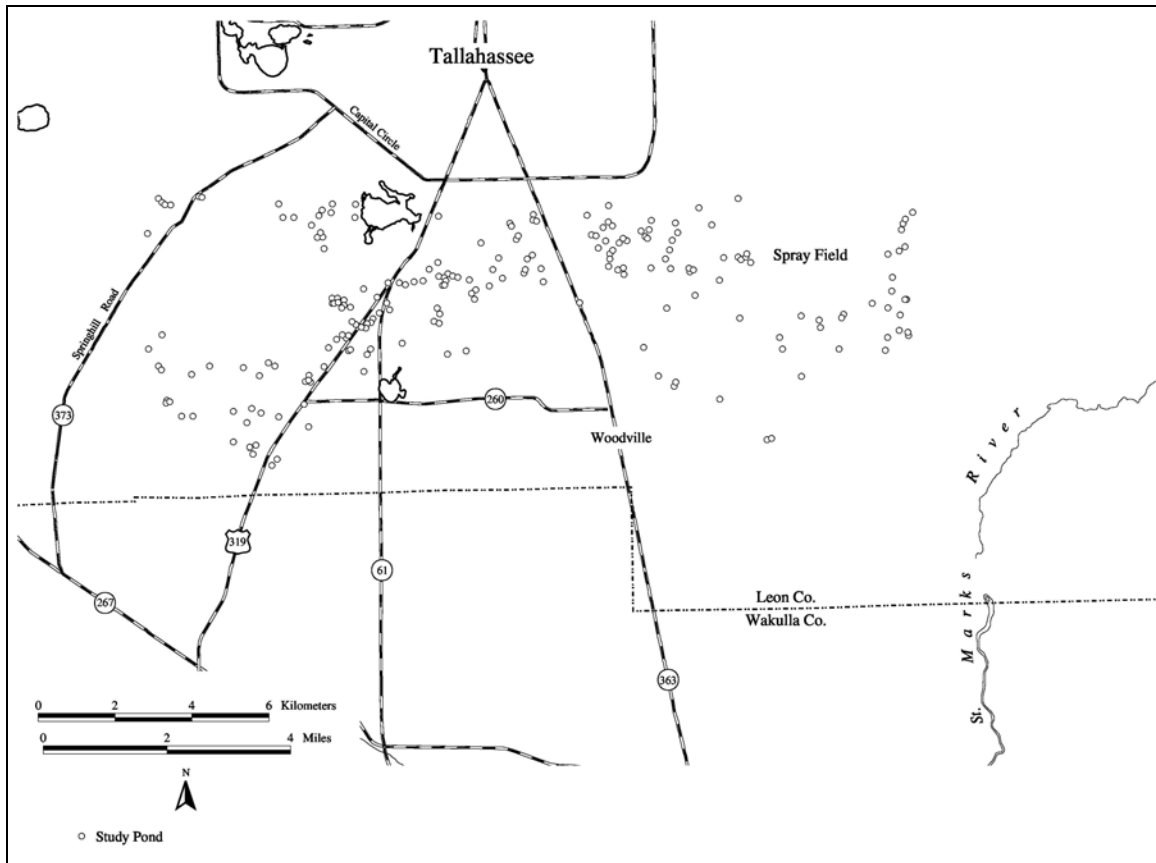 Tallahassee
Capital Circle
Springhill Road
Spray Field
373
260
Woodville
St. Marks River
319
61
267
Leon Co.
Wakulla Co.
363
0 2 4 6 Kilometers
0 2 4 Miles
N
Study Pond